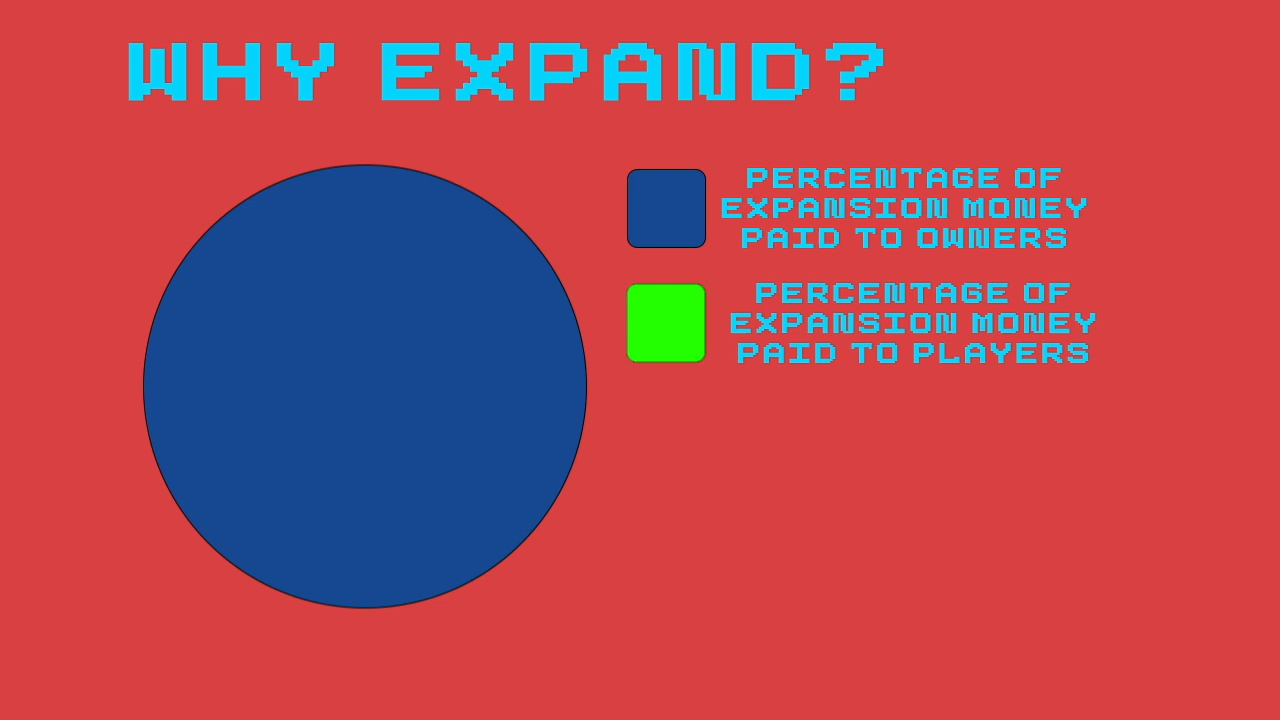 WHY EXPAND?
PERCENTAGE OF
EXPANSION MONEY
PAID TO OWNERS
PERCENTAGE OF
EXPANSION MONEY
PAID TO PLAYERS